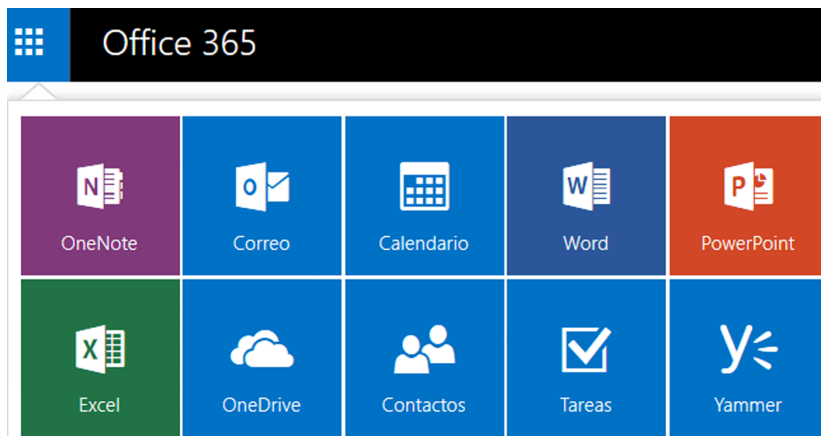 Office 365
OneNote
Correo
Calendario
Word
PowerPoint
Excel
OneDrive
Contactos
Tareas
Yammer